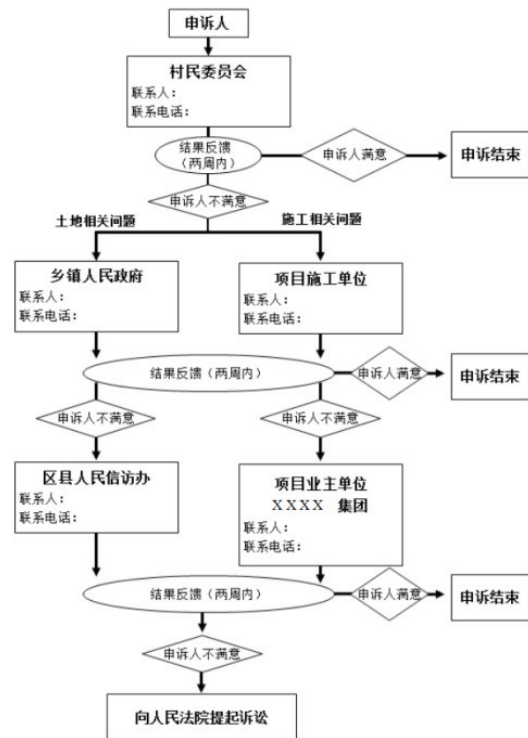 申诉人
村民委员会
联系人：
联系电话：
结果反馈
（两周内）
申诉人满意
申诉结束
申诉人不满意
土地相关问题
施工相关问题
乡镇人民政府
联系人：
联系电话：
项目施工单位
联系人：
联系电话：
结果反馈（两周内）
申诉人满意
申诉结束
申诉人不满意
申诉人不满意
区县人民信访办
联系人：
联系电话：
项目业主单位
XXXX 集团
联系人：
联系电话：
结果反馈（两周内）
申诉人满意
申诉结束
申诉人不满意
向人民法院提起诉讼